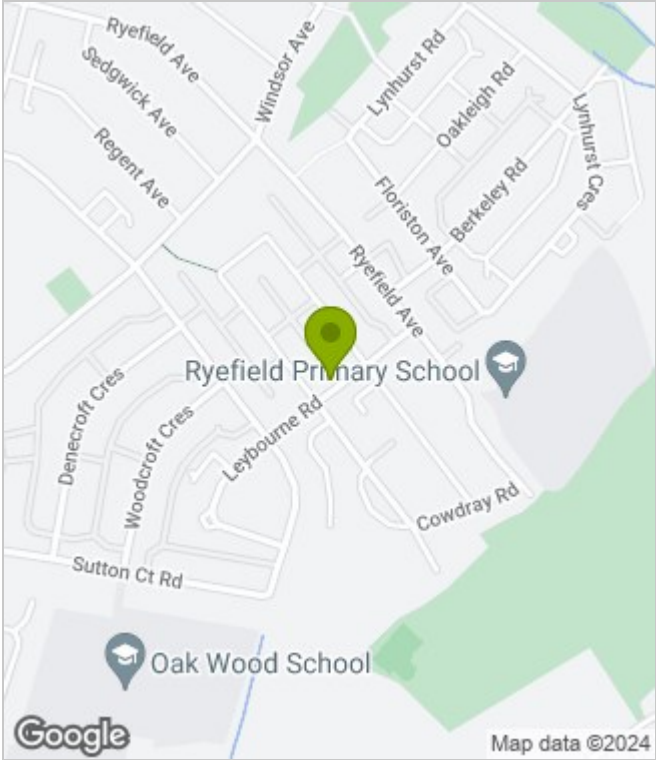 Ryefield Ave
Windsor Ave
Lynhurst Rd
Sedgwick Ave
Oakleigh Rd
Lynhurst Cres
Regent Ave
Floriston Ave
Berkeley Rd
Ryefield Ave
Ryefield Primary School
Denecroft Cres
Woodcroft Cres
Leybourne Rd
Cowdray Rd
Sutton Ct Rd
Oak Wood School
Google
Map data ©2024